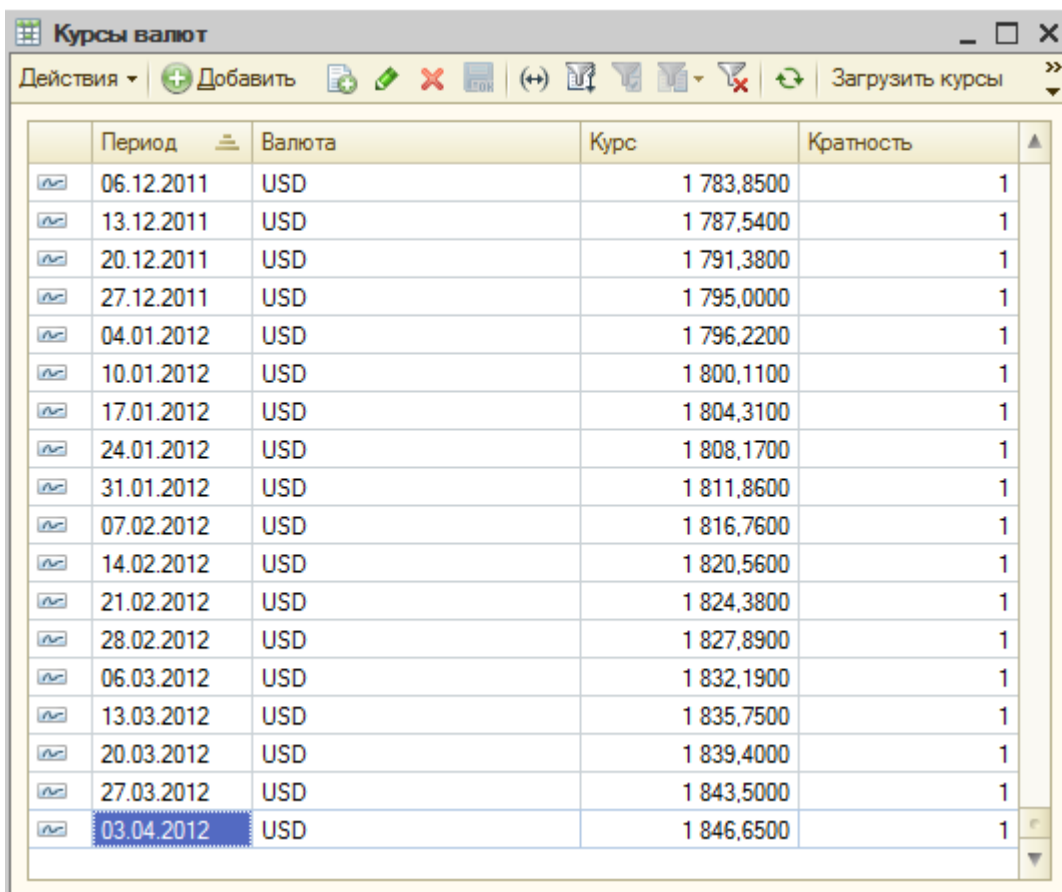 Курсы валют
Действия Добавить Загрузить курсы
Период Валюта Курс Кратность
06.12.2011 USD 1 783,8500 1
13.12.2011 USD 1 787,5400 1
20.12.2011 USD 1 791,3800 1
27.12.2011 USD 1 795,0000 1
04.01.2012 USD 1 796,2200 1
10.01.2012 USD 1 800,1100 1
17.01.2012 USD 1 804,3100 1
24.01.2012 USD 1 808,1700 1
31.01.2012 USD 1 811,8600 1
07.02.2012 USD 1 816,7600 1
14.02.2012 USD 1 820,5600 1
21.02.2012 USD 1 824,3800 1
28.02.2012 USD 1 827,8900 1
06.03.2012 USD 1 832,1900 1
13.03.2012 USD 1 835,7500 1
20.03.2012 USD 1 839,4000 1
27.03.2012 USD 1 843,5000 1
03.04.2012 USD 1 846,6500 1